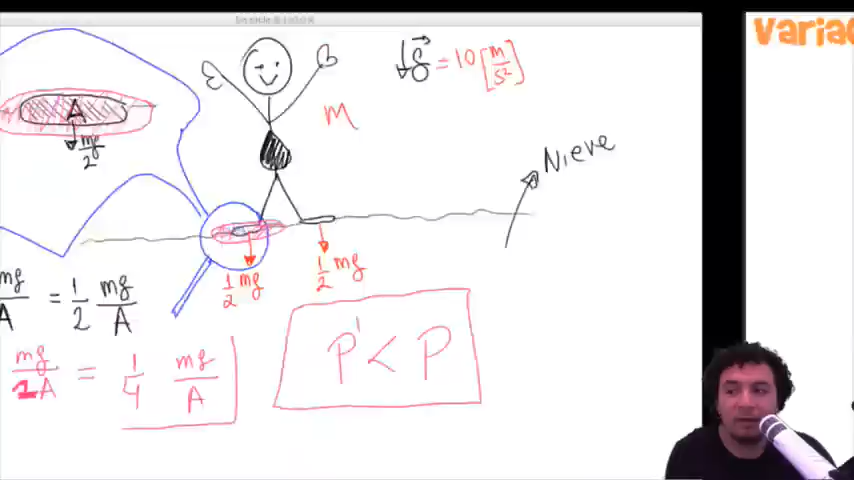 Variac
↓g⃗ = 10 [m/s²]
m
A
mg/2
Nieve
1/2 mg
1/2 mg
mg/A = 1/2 mg/A
P' < P
mg/2A = 1/4 mg/A